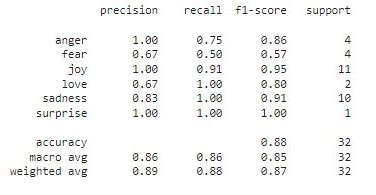 precision recall f1-score support
anger 1.00 0.75 0.86 4
fear 0.67 0.50 0.57 4
joy 1.00 0.91 0.95 11
love 0.67 1.00 0.80 2
sadness 0.83 1.00 0.91 10
surprise 1.00 1.00 1.00 1
accuracy 0.88 32
macro avg 0.86 0.86 0.85 32
weighted avg 0.89 0.88 0.87 32